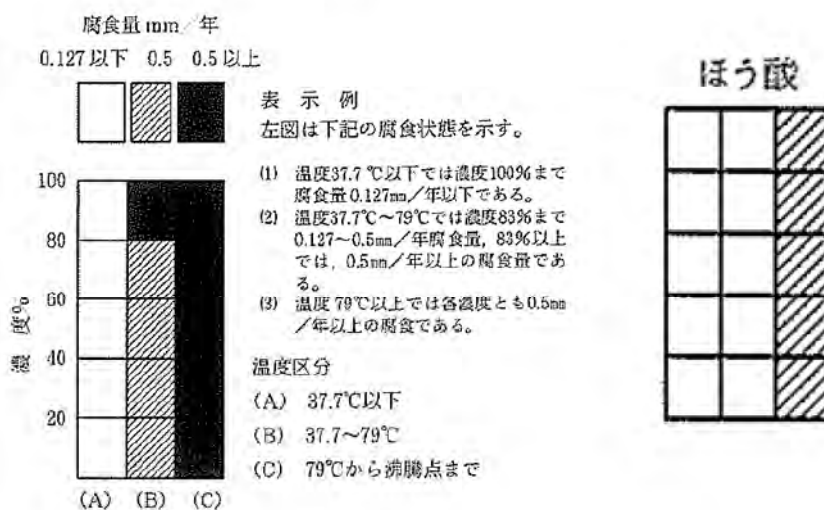 腐食量 mm／年
0.127以下 0.5 0.5以上
表示例
左図は下記の腐食状態を示す。
(1) 温度37.7℃以下では濃度100%まで
腐食量0.127mm／年以下である。
(2) 温度37.7℃～79℃では濃度83%まで
0.127～0.5mm／年腐食量, 83%以上
では, 0.5mm／年以上の腐食量であ
る。
(3) 温度79℃以上では各濃度とも0.5mm
／年以上の腐食である。
温度区分
(A) 37.7℃以下
(B) 37.7～79℃
(C) 79℃から沸騰点まで
濃度%
100
80
60
40
20
(A) (B) (C)
ほう酸